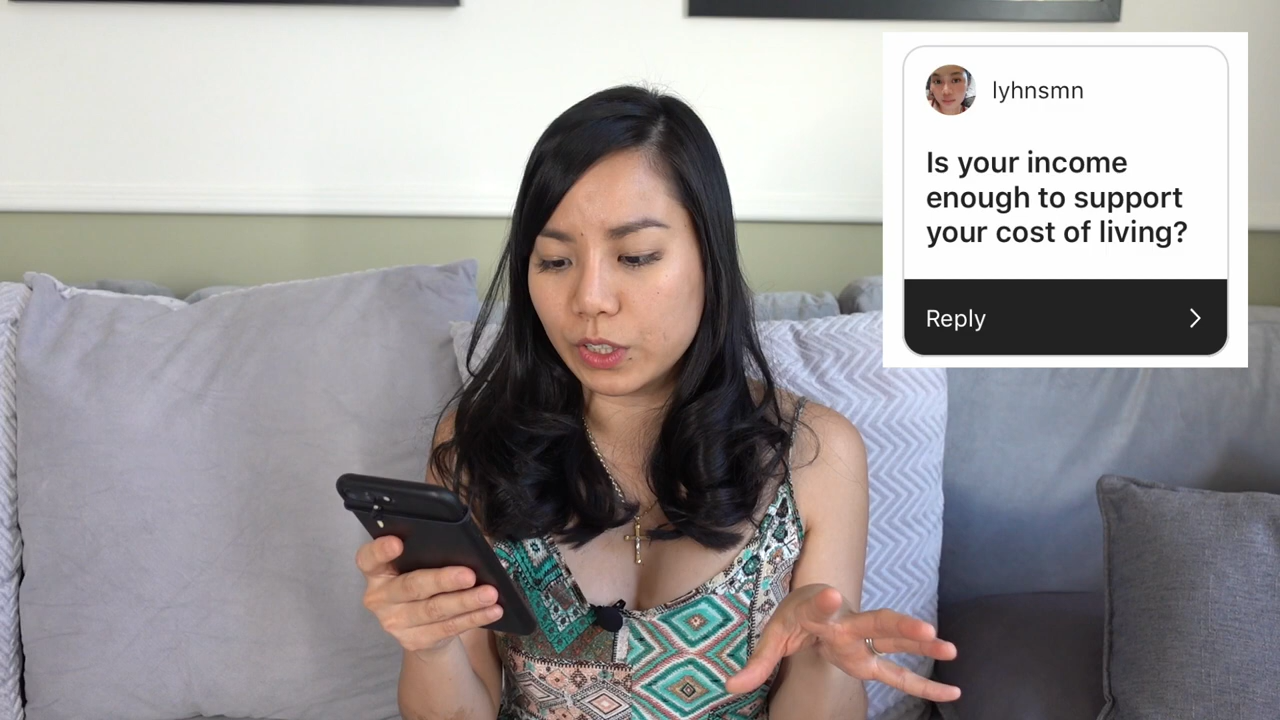 lyhnsmn
Is your income
enough to support
your cost of living?
Reply